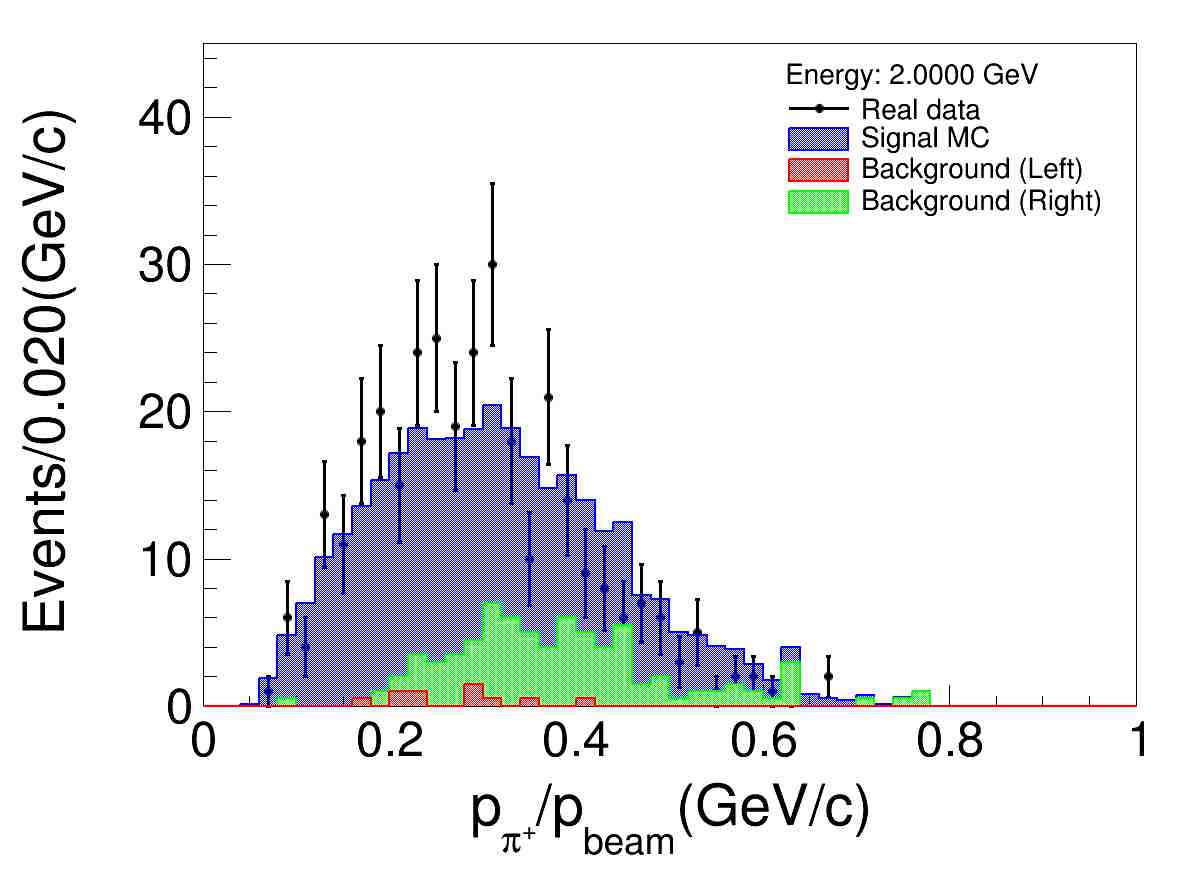 Events/0.020(GeV/c)
40
30
20
10
0
Energy: 2.0000 GeV
Real data
Signal MC
Background (Left)
Background (Right)
0 0.2 0.4 0.6 0.8 1
pπ+/pbeam(GeV/c)